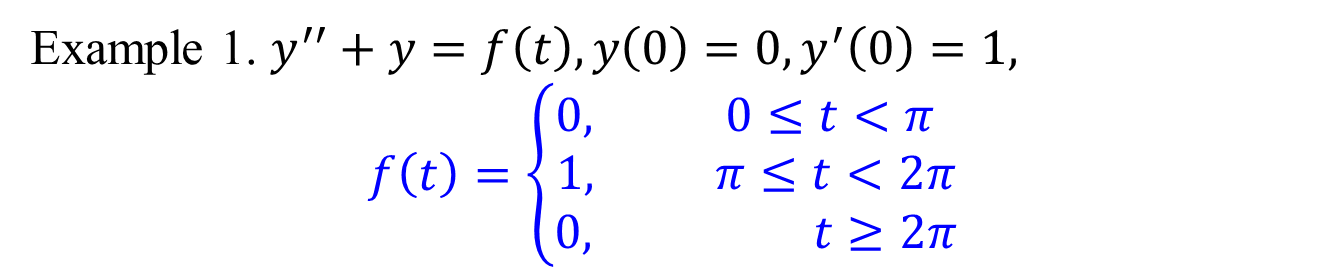 Example 1. y′′ + y = f(t), y(0) = 0, y′(0) = 1,
f(t) = { 0, 0 ≤ t < π
1, π ≤ t < 2π
0, t ≥ 2π